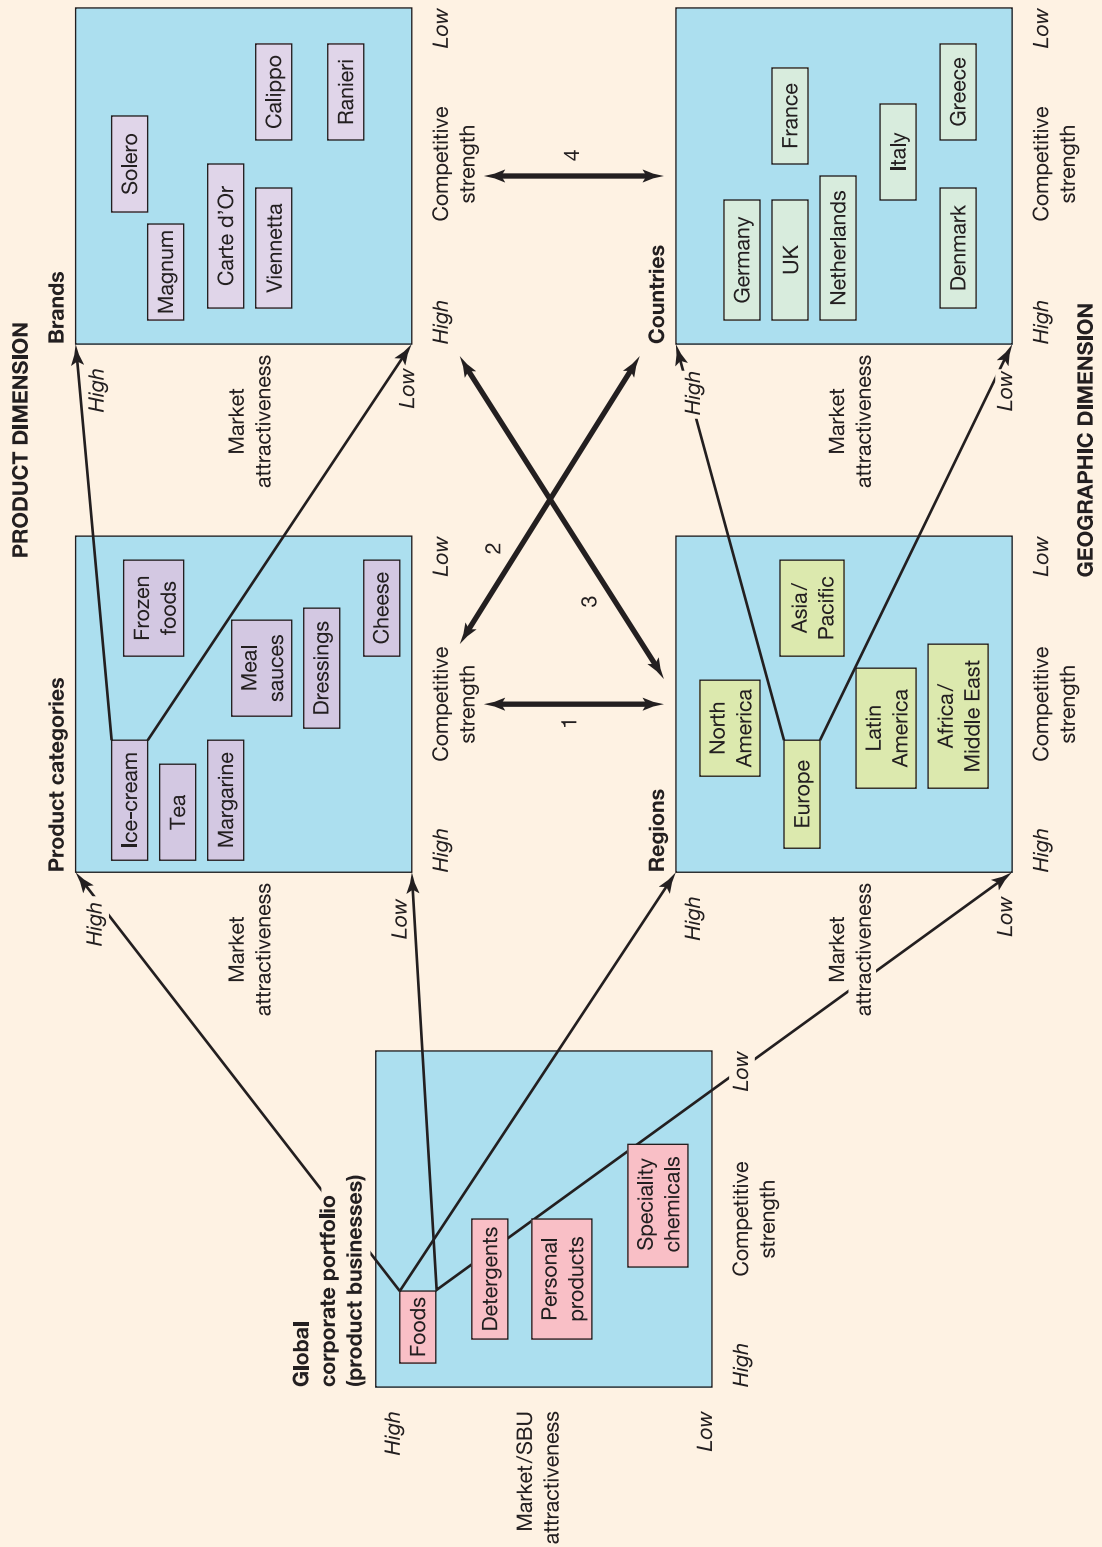 PRODUCT DIMENSION
Product categories
Brands
High
Market
attractiveness
Low
Ice-cream
Tea
Margarine
Frozen
foods
Meal
sauces
Dressings
Cheese
High
Competitive
strength
Low
High
Market
attractiveness
Low
Solero
Magnum
Carte d'Or
Viennetta
Calippo
Ranieri
High
Competitive
strength
Low
Global
corporate portfolio
(product businesses)
High
Market/SBU
attractiveness
Low
Foods
Detergents
Personal
products
Speciality
chemicals
High
Competitive
strength
Low
1
2
3
4
Regions
Countries
High
Market
attractiveness
Low
North
America
Europe
Asia/
Pacific
Latin
America
Africa/
Middle East
High
Competitive
strength
Low
High
Market
attractiveness
Low
Germany
UK
France
Netherlands
Italy
Denmark
Greece
High
Competitive
strength
Low
GEOGRAPHIC DIMENSION